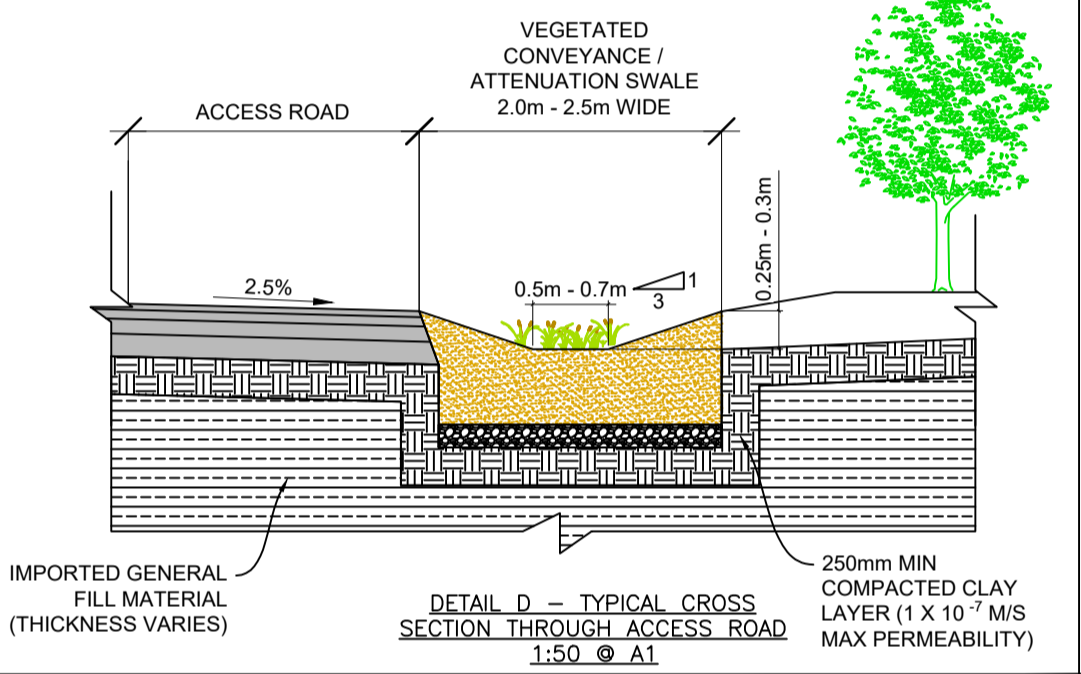 VEGETATED
CONVEYANCE /
ATTENUATION SWALE
2.0m - 2.5m WIDE
ACCESS ROAD
0.25m - 0.3m
2.5%
0.5m - 0.7m
1
3
IMPORTED GENERAL
FILL MATERIAL
(THICKNESS VARIES)
250mm MIN
COMPACTED CLAY
LAYER (1 X 10 -7 M/S
MAX PERMEABILITY)
DETAIL D – TYPICAL CROSS
SECTION THROUGH ACCESS ROAD
1:50 @ A1